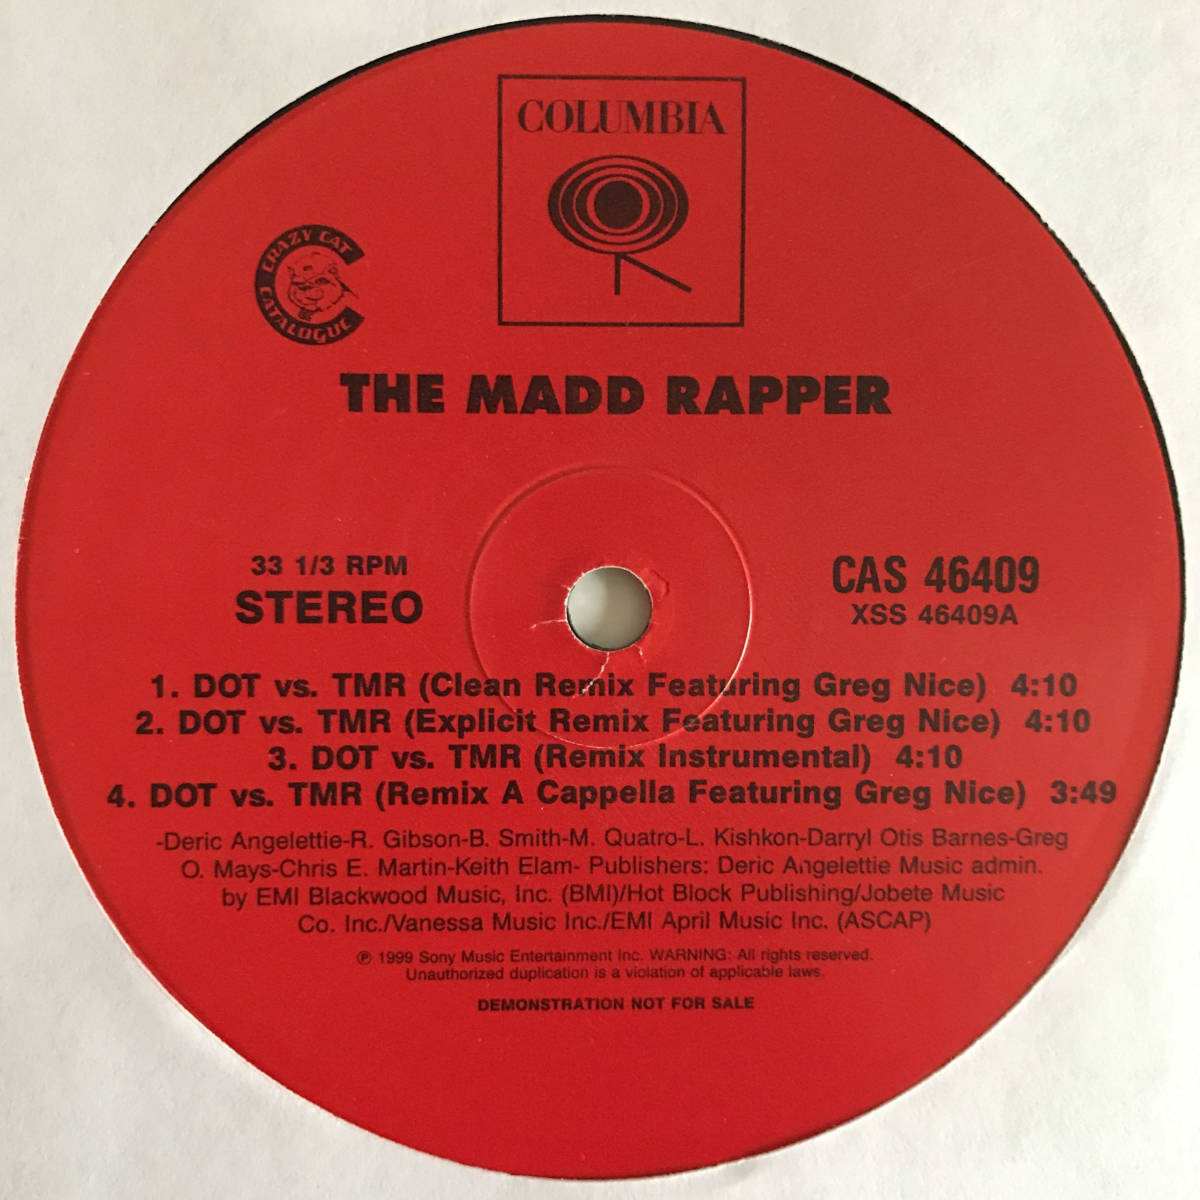 COLUMBIA
CRAZY CAT
CATALOGUE
THE MADD RAPPER
33 1/3 RPM
STEREO
CAS 46409
XSS 46409A
1. DOT vs. TMR (Clean Remix Featuring Greg Nice) 4:10
2. DOT vs. TMR (Explicit Remix Featuring Greg Nice) 4:10
3. DOT vs. TMR (Remix Instrumental) 4:10
4. DOT vs. TMR (Remix A Cappella Featuring Greg Nice) 3:49
-Deric Angelettie-R. Gibson-B. Smith-M. Quatro-L. Kishkon-Darryl Otis Barnes-Greg
O. Mays-Chris E. Martin-Keith Elam- Publishers: Deric Angelettie Music admin.
by EMI Blackwood Music, Inc. (BMI)/Hot Block Publishing/Jobete Music
Co. Inc./Vanessa Music Inc./EMI April Music Inc. (ASCAP)
℗ 1999 Sony Music Entertainment Inc. WARNING: All rights reserved.
Unauthorized duplication is a violation of applicable laws.
DEMONSTRATION NOT FOR SALE